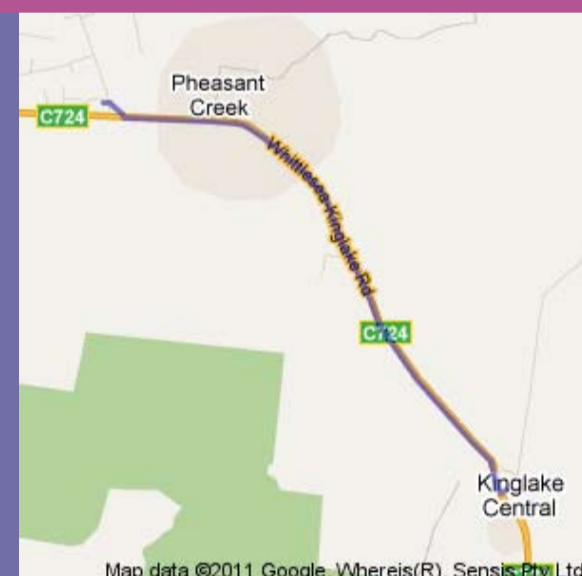 Pheasant
Creek
C724
Whittlesea-Kinglake Rd
C724
Kinglake
Central
Map data ©2011 Google, Whereis(R), Sensis Pty Ltd